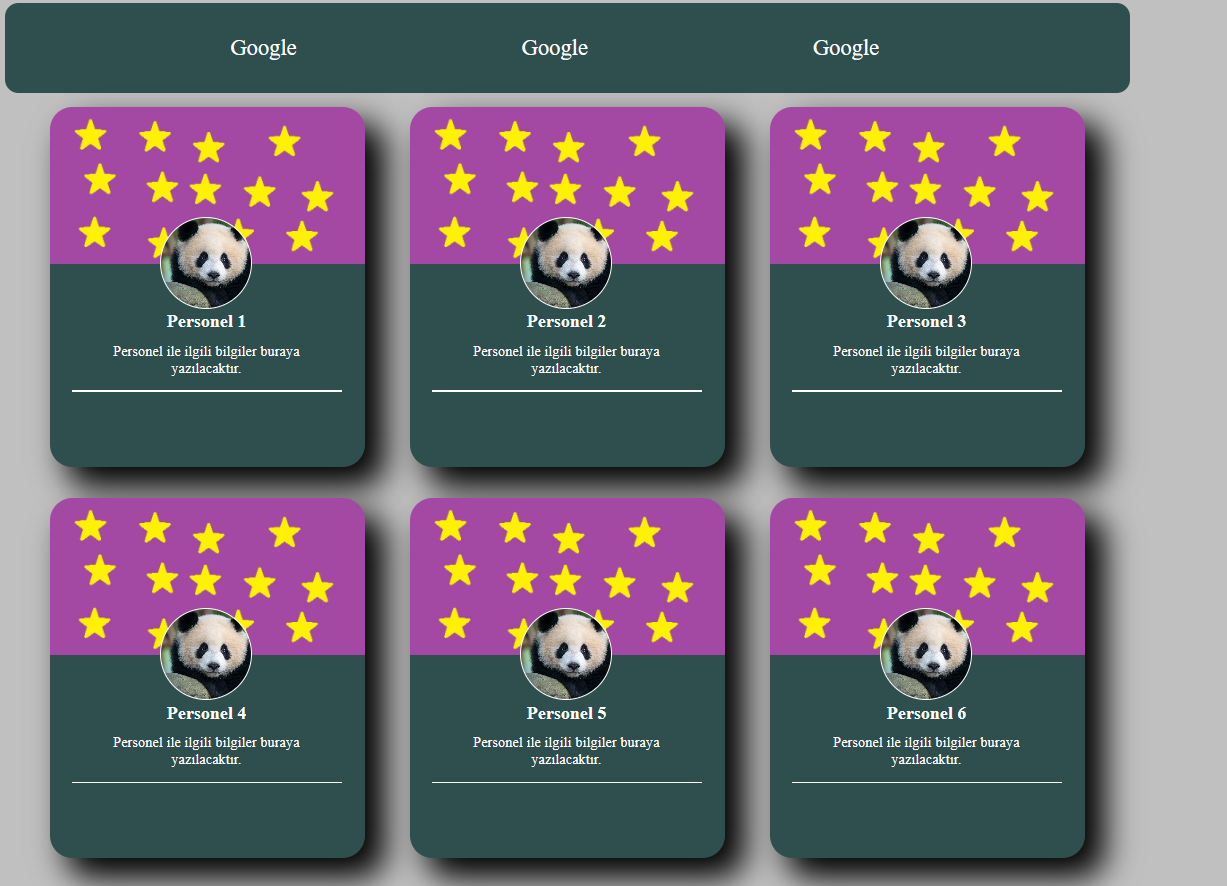 Google Google Google
Personel 1 Personel 2 Personel 3
Personel ile ilgili bilgiler buraya Personel ile ilgili bilgiler buraya Personel ile ilgili bilgiler buraya
yazılacaktır. yazılacaktır. yazılacaktır.
Personel 4 Personel 5 Personel 6
Personel ile ilgili bilgiler buraya Personel ile ilgili bilgiler buraya Personel ile ilgili bilgiler buraya
yazılacaktır. yazılacaktır. yazılacaktır.